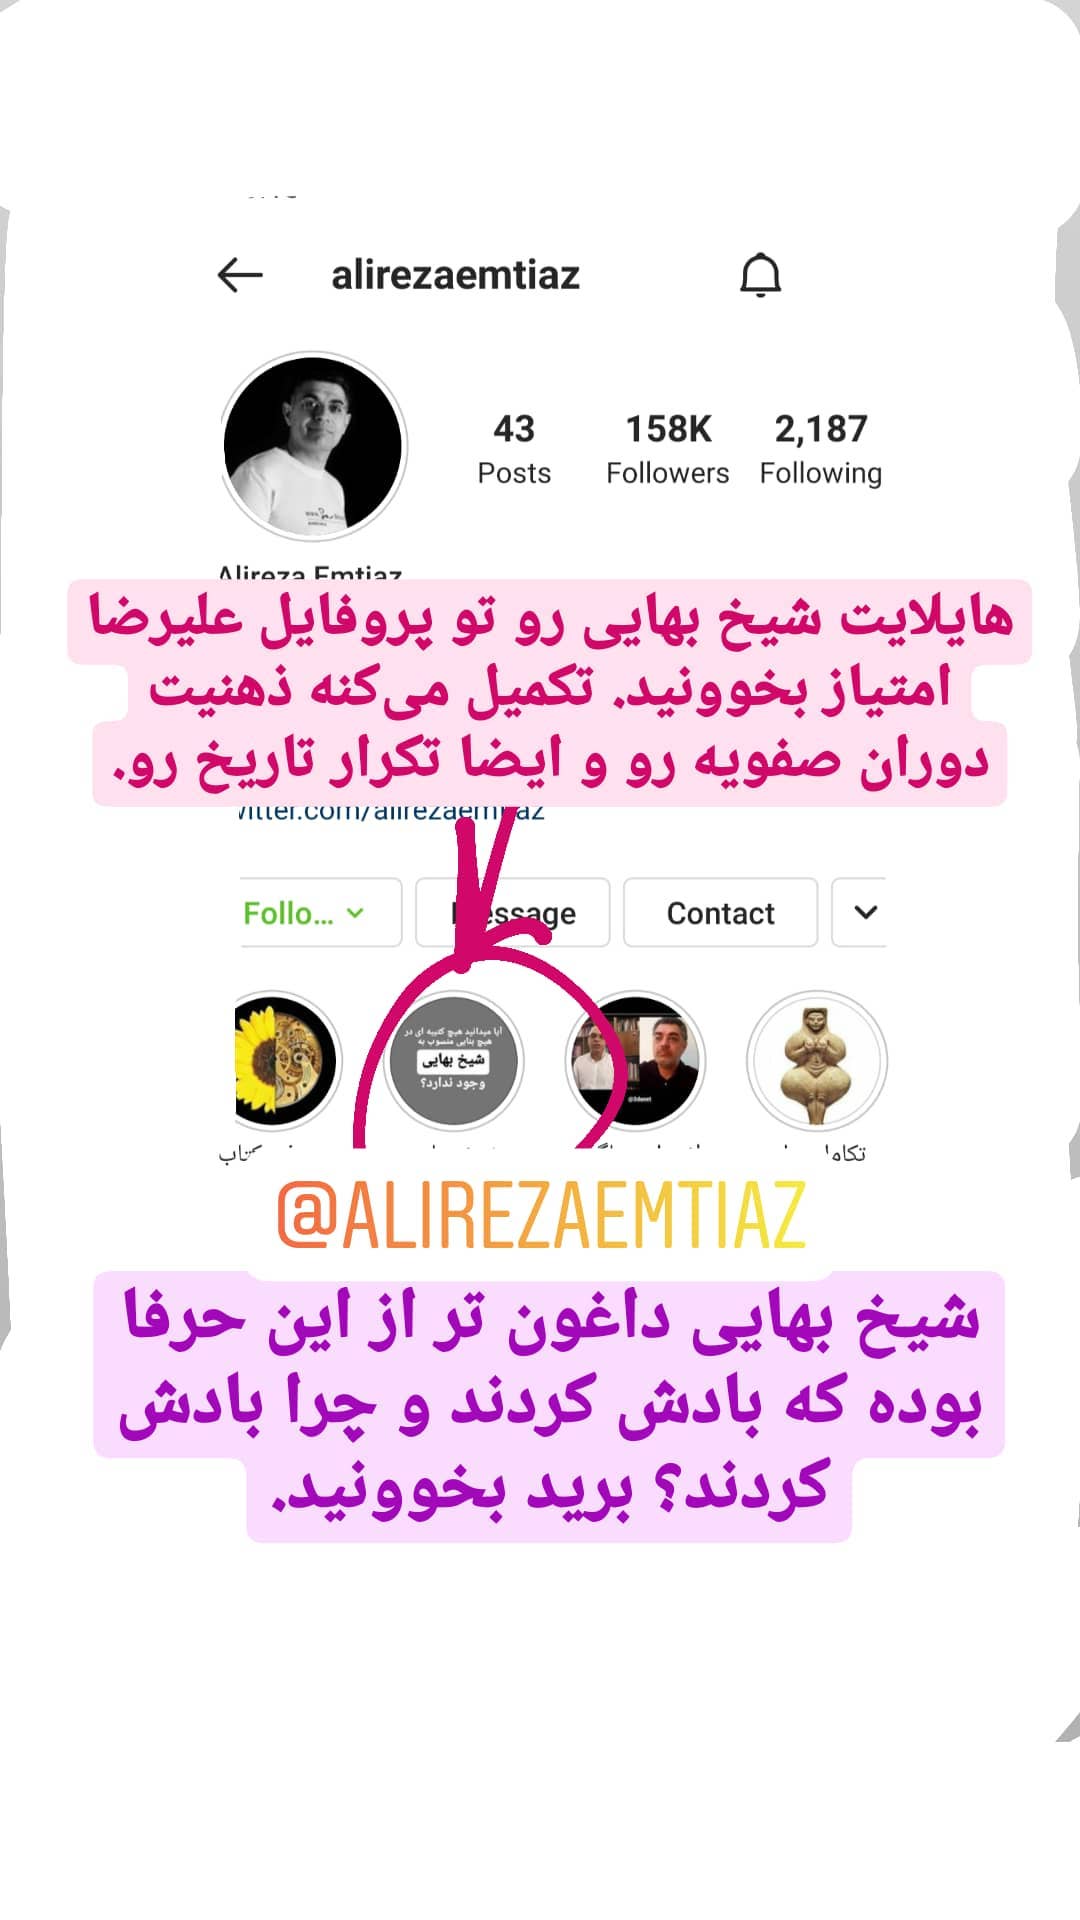 alirezaemtiaz
43 158K 2,187
Posts Followers Following
Alireza Emtiaz
هایلایت شیخ بهایی رو تو پروفایل علیرضا
امتیاز بخوونید. تکمیل می‌کنه ذهنیت
دوران صفویه رو و ایضا تکرار تاریخ رو.
witter.com/alirezaemtiaz
Follo... Message Contact
آیا میدانید هیچ کتیبه ای در
هیچ بنایی منسوب به
شیخ بهایی
وجود ندارد؟
کتاب
تکامل
@ALIREZAEMTIAZ
شیخ بهایی داغون تر از این حرفا
بوده که بادش کردند و چرا بادش
کردند؟ برید بخوونید.